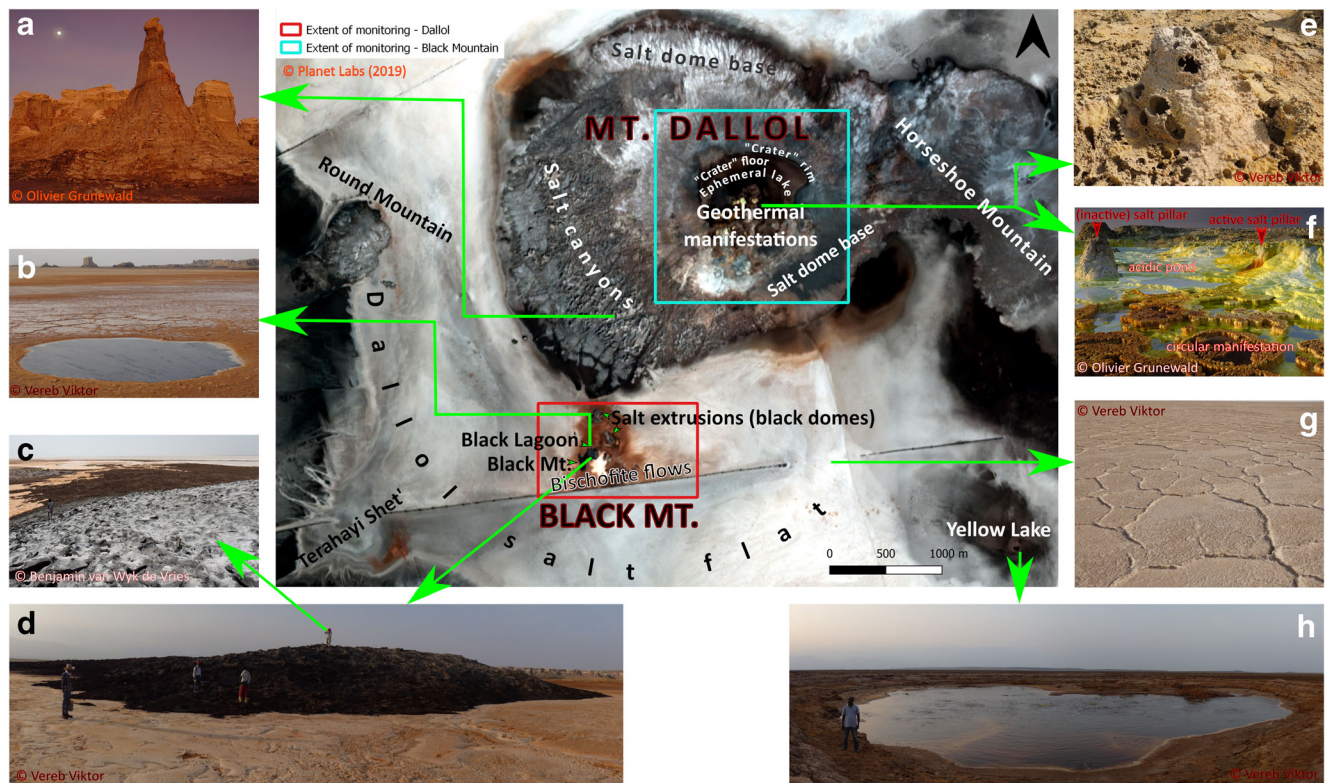 a
© Olivier Grunewald
b
© Vereb Viktor
c
© Benjamin van Wyk de Vries
d
© Vereb Viktor
Extent of monitoring - Dallol
Extent of monitoring - Black Mountain
© Planet Labs (2019)
Salt dome base
MT. DALLOL
"Crater" rim
"Crater" floor
Ephemeral lake
Geothermal
manifestations
Horseshoe Mountain
Round Mountain
Salt canyons
Salt dome base
Dallol
salt flat
Salt extrusions (black domes)
Black Lagoon
Black Mt.
Bischofite flows
Terahayi Shet'
BLACK MT.
Yellow Lake
0 500 1000 m
e
© Vereb Viktor
f
(inactive) salt pillar
active salt pillar
acidic pond
circular manifestation
© Olivier Grunewald
g
© Vereb Viktor
h
© Vereb Viktor